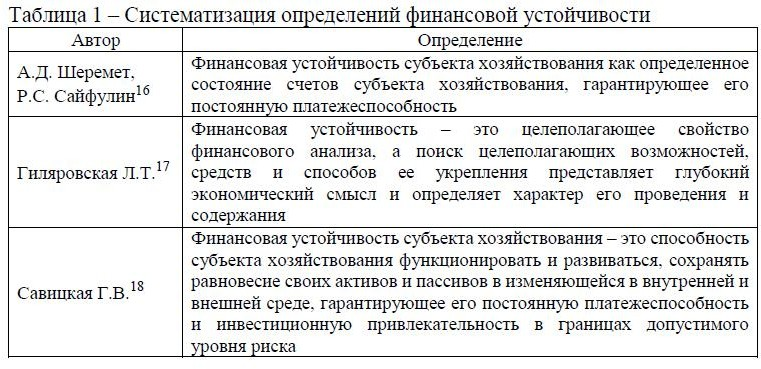 Таблица 1 – Систематизация определений финансовой устойчивости
Автор
Определение
А.Д. Шеремет,
Р.С. Сайфулин16
Финансовая устойчивость субъекта хозяйствования как определенное
состояние счетов субъекта хозяйствования, гарантирующее его
постоянную платежеспособность
Гиляровская Л.Т.17
Финансовая устойчивость – это целеполагающее свойство
финансового анализа, а поиск целеполагающих возможностей,
средств и способов ее укрепления представляет глубокий
экономический смысл и определяет характер его проведения и
содержания
Савицкая Г.В.18
Финансовая устойчивость субъекта хозяйствования – это способность
субъекта хозяйствования функционировать и развиваться, сохранять
равновесие своих активов и пассивов в изменяющейся в внутренней и
внешней среде, гарантирующее его постоянную платежеспособность
и инвестиционную привлекательность в границах допустимого
уровня риска